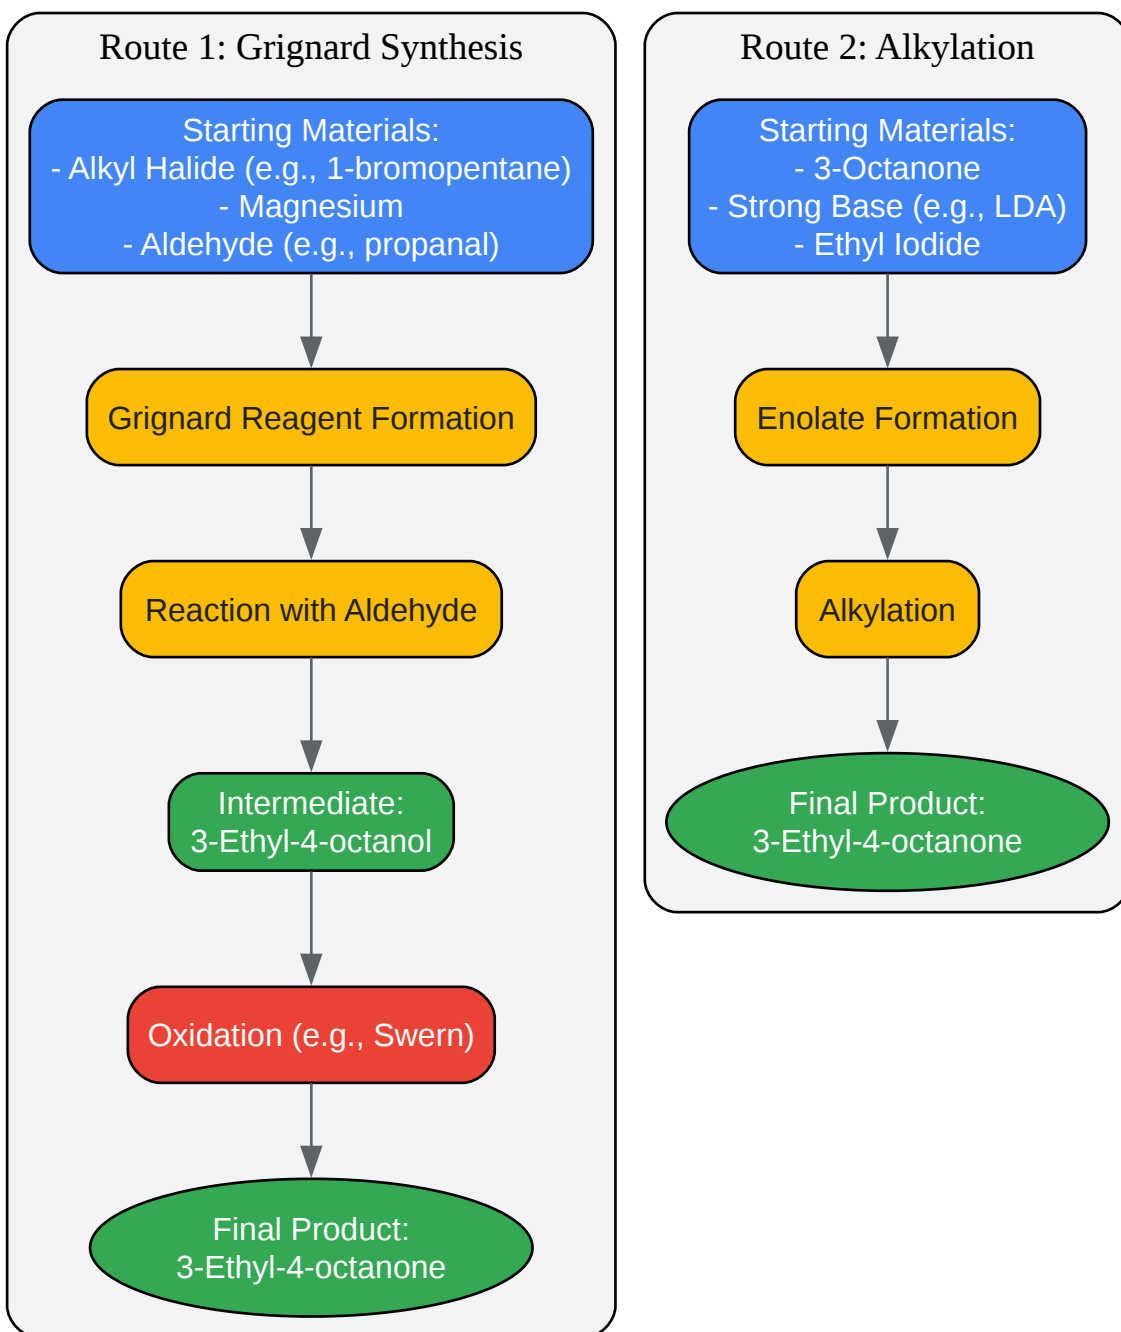 Route 1: Grignard Synthesis
Starting Materials:
- Alkyl Halide (e.g., 1-bromopentane)
- Magnesium
- Aldehyde (e.g., propanal)
Grignard Reagent Formation
Reaction with Aldehyde
Intermediate:
3-Ethyl-4-octanol
Oxidation (e.g., Swern)
Final Product:
3-Ethyl-4-octanone
Route 2: Alkylation
Starting Materials:
- 3-Octanone
- Strong Base (e.g., LDA)
- Ethyl Iodide
Enolate Formation
Alkylation
Final Product:
3-Ethyl-4-octanone